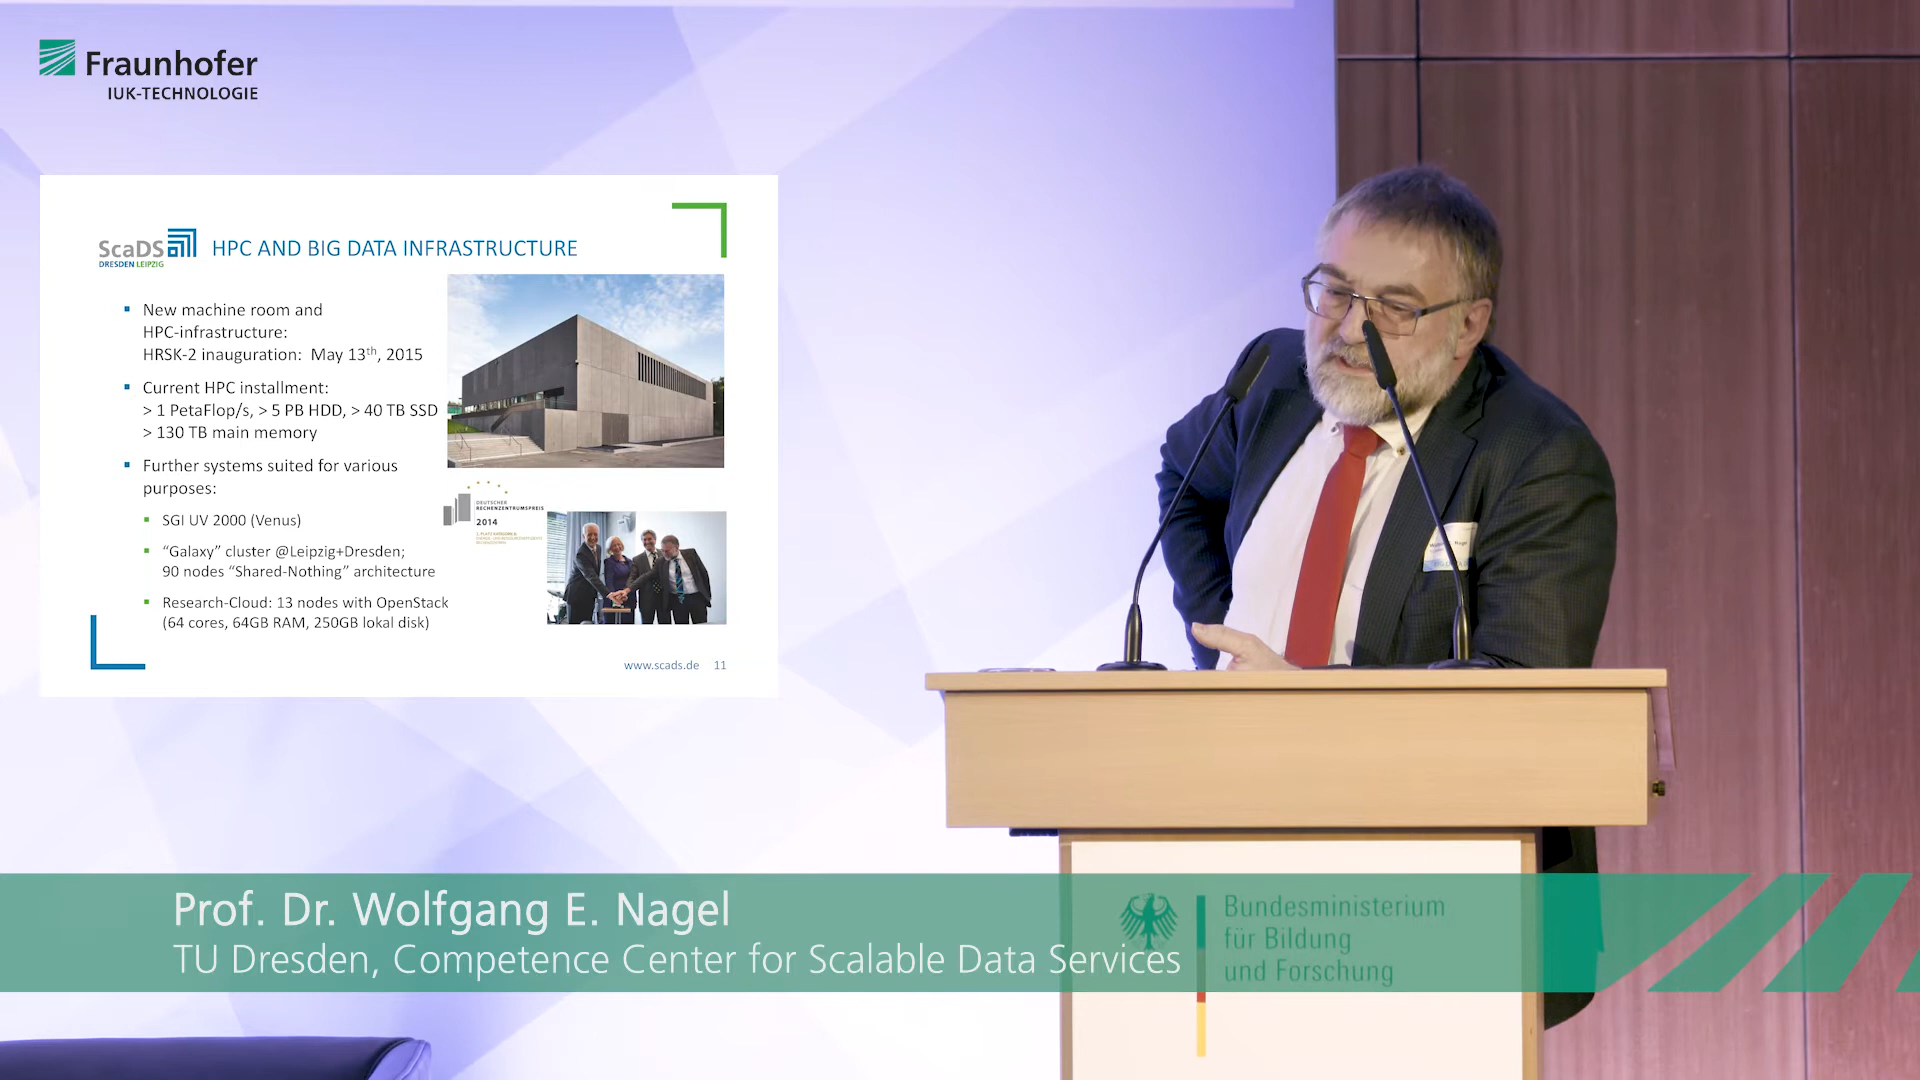 Fraunhofer
IUK-TECHNOLOGIE
ScaDS
DRESDEN LEIPZIG
HPC AND BIG DATA INFRASTRUCTURE
New machine room and
HPC-infrastructure:
HRSK-2 inauguration: May 13th, 2015
Current HPC installment:
> 1 PetaFlop/s, > 5 PB HDD, > 40 TB SSD
> 130 TB main memory
Further systems suited for various
purposes:
SGI UV 2000 (Venus)
“Galaxy” cluster @Leipzig+Dresden;
90 nodes “Shared-Nothing” architecture
Research-Cloud: 13 nodes with OpenStack
(64 cores, 64GB RAM, 250GB lokal disk)
DEUTSCHER
RECHENZENTRUMSPREIS
2014
www.scads.de 11
Nagel
Prof. Dr. Wolfgang E. Nagel
TU Dresden, Competence Center for Scalable Data Services
Bundesministerium
für Bildung
und Forschung